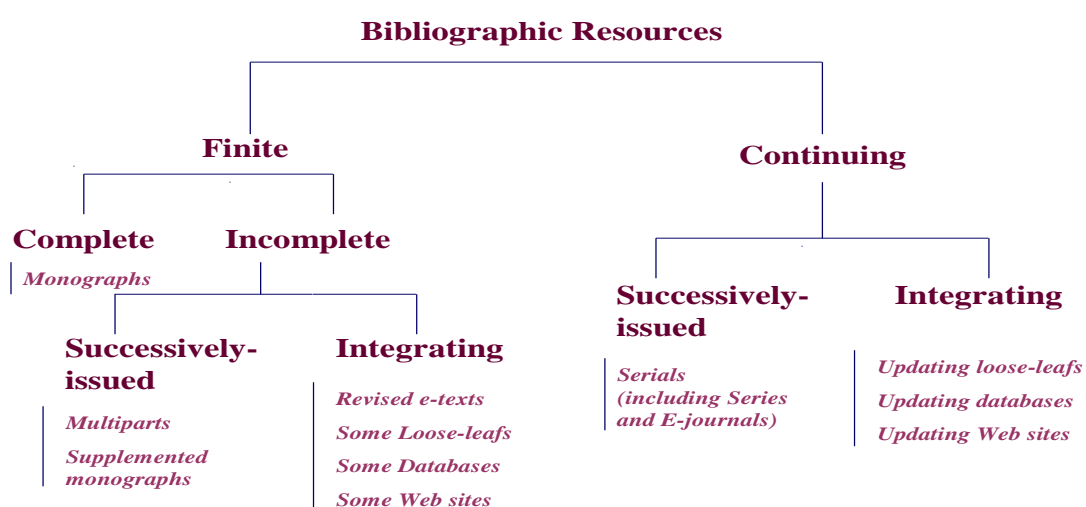 Bibliographic Resources
Finite
Continuing
Complete
Incomplete
Monographs
Successively-
issued
Multiparts
Supplemented
monographs
Integrating
Revised e-texts
Some Loose-leafs
Some Databases
Some Web sites
Successively-
issued
Serials
(including Series
and E-journals)
Integrating
Updating loose-leafs
Updating databases
Updating Web sites